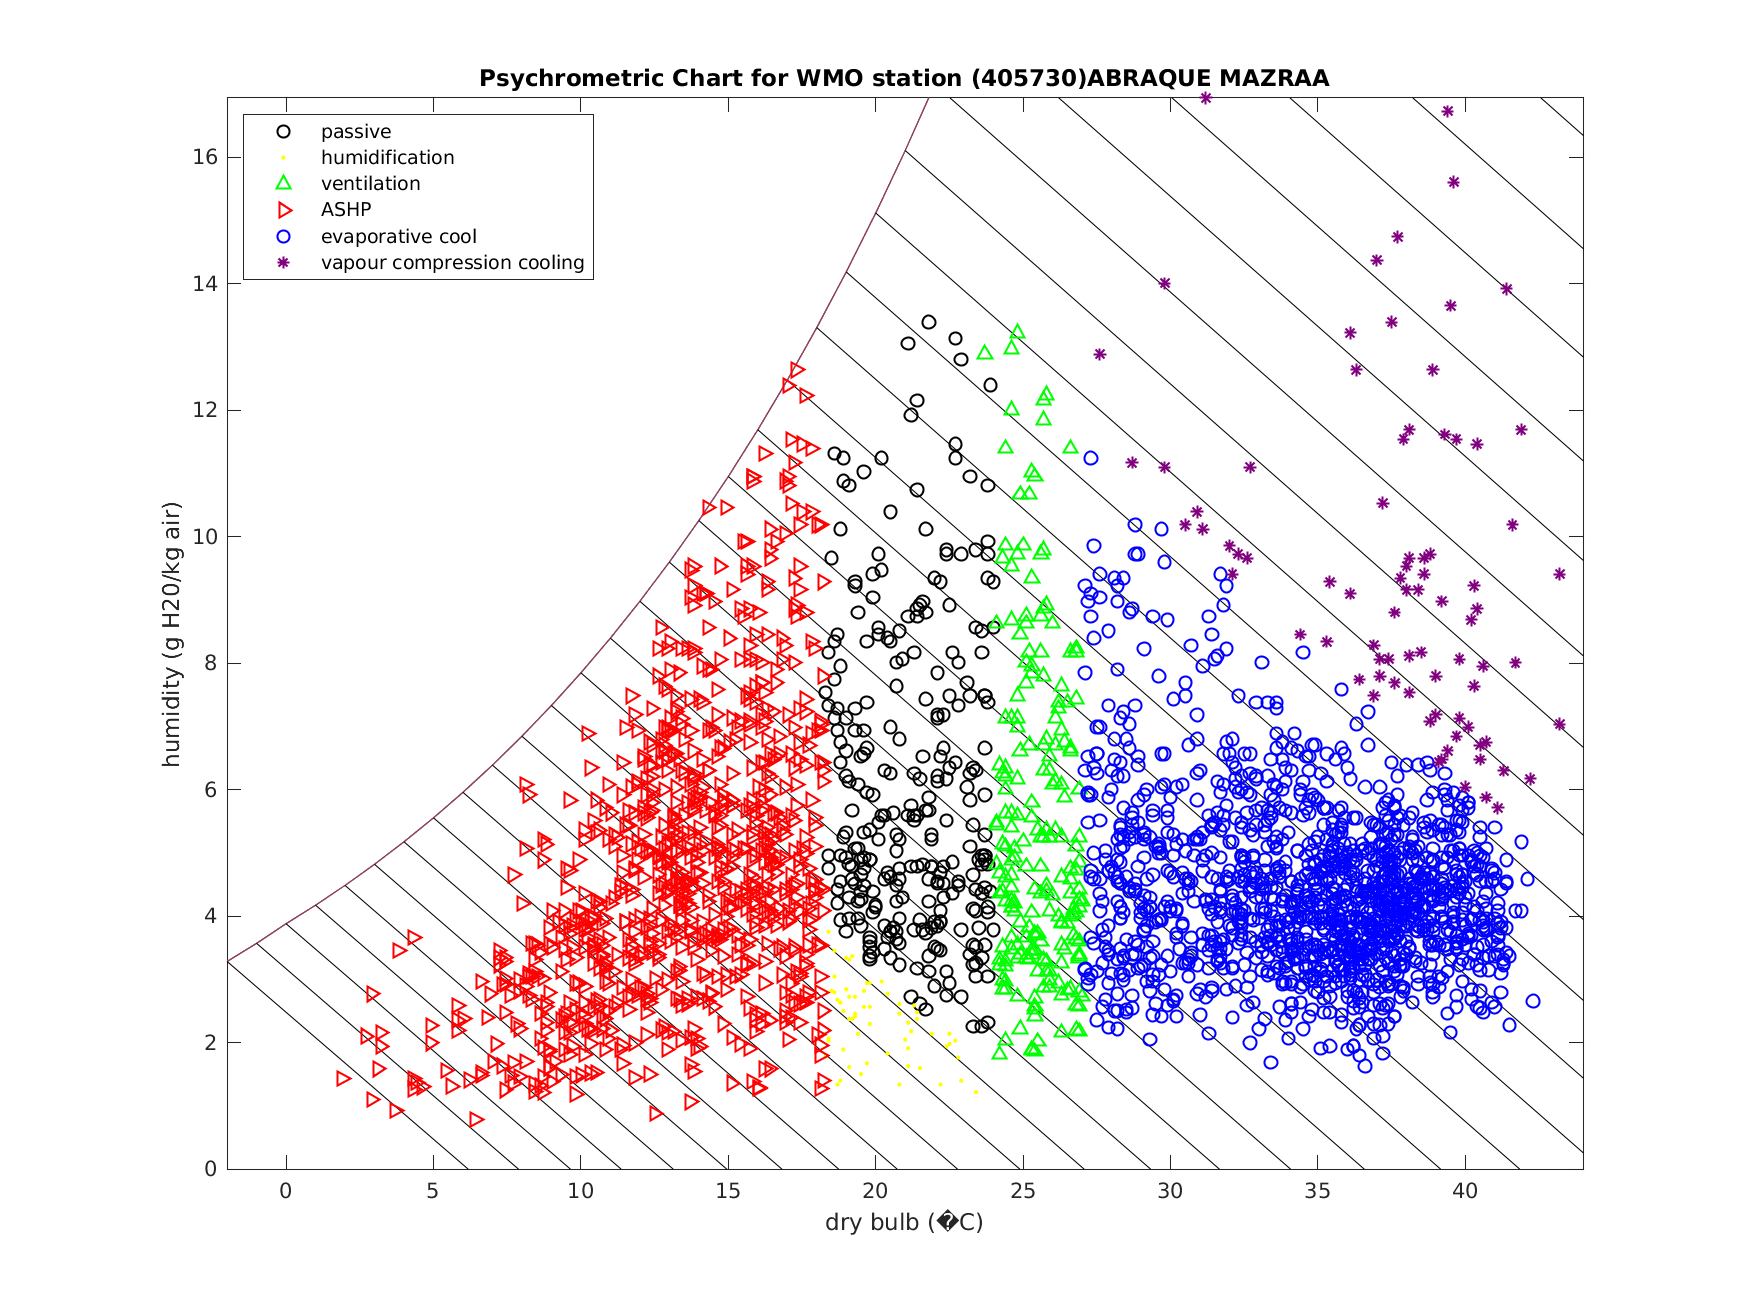 Psychrometric Chart for WMO station (405730)ABRAQUE MAZRAA
passive
humidification
ventilation
ASHP
evaporative cool
vapour compression cooling
16
14
12
10
8
6
4
2
0
humidity (g H20/kg air)
0 5 10 15 20 25 30 35 40
dry bulb (�C)